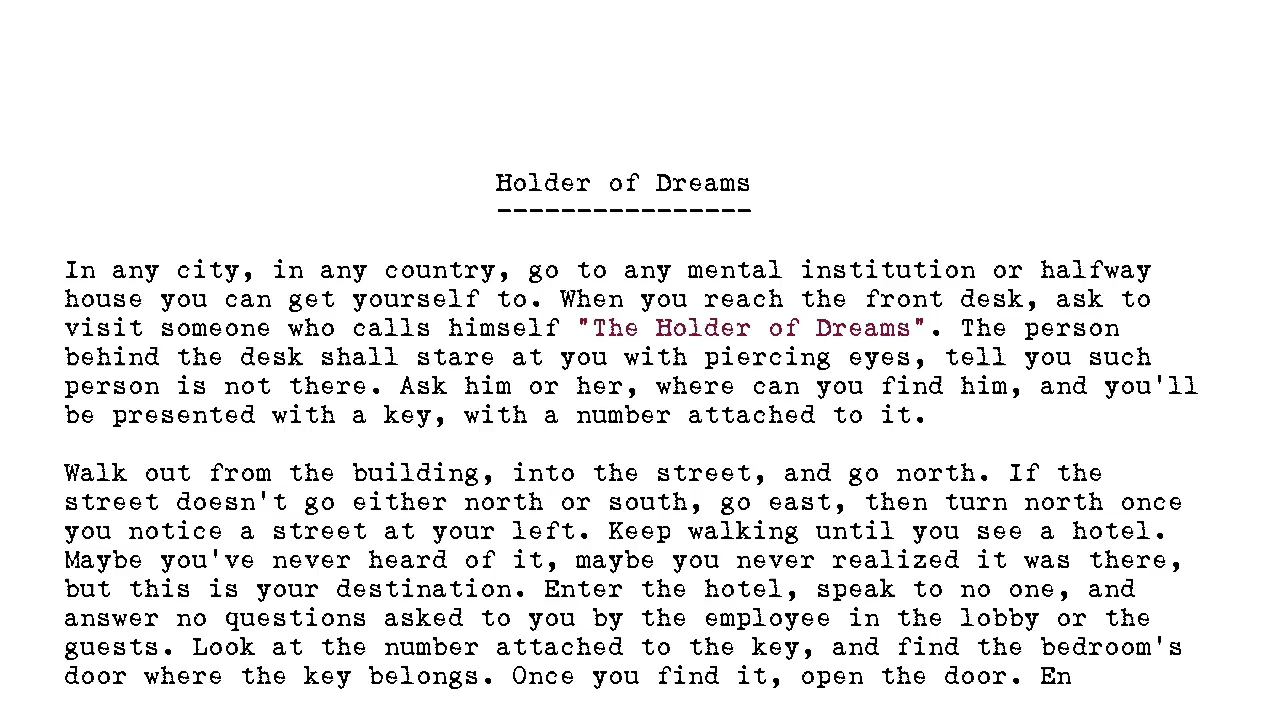 Holder of Dreams
----------------
In any city, in any country, go to any mental institution or halfway
house you can get yourself to. When you reach the front desk, ask to
visit someone who calls himself "The Holder of Dreams". The person
behind the desk shall stare at you with piercing eyes, tell you such
person is not there. Ask him or her, where can you find him, and you'll
be presented with a key, with a number attached to it.
Walk out from the building, into the street, and go north. If the
street doesn't go either north or south, go east, then turn north once
you notice a street at your left. Keep walking until you see a hotel.
Maybe you've never heard of it, maybe you never realized it was there,
but this is your destination. Enter the hotel, speak to no one, and
answer no questions asked to you by the employee in the lobby or the
guests. Look at the number attached to the key, and find the bedroom's
door where the key belongs. Once you find it, open the door. En